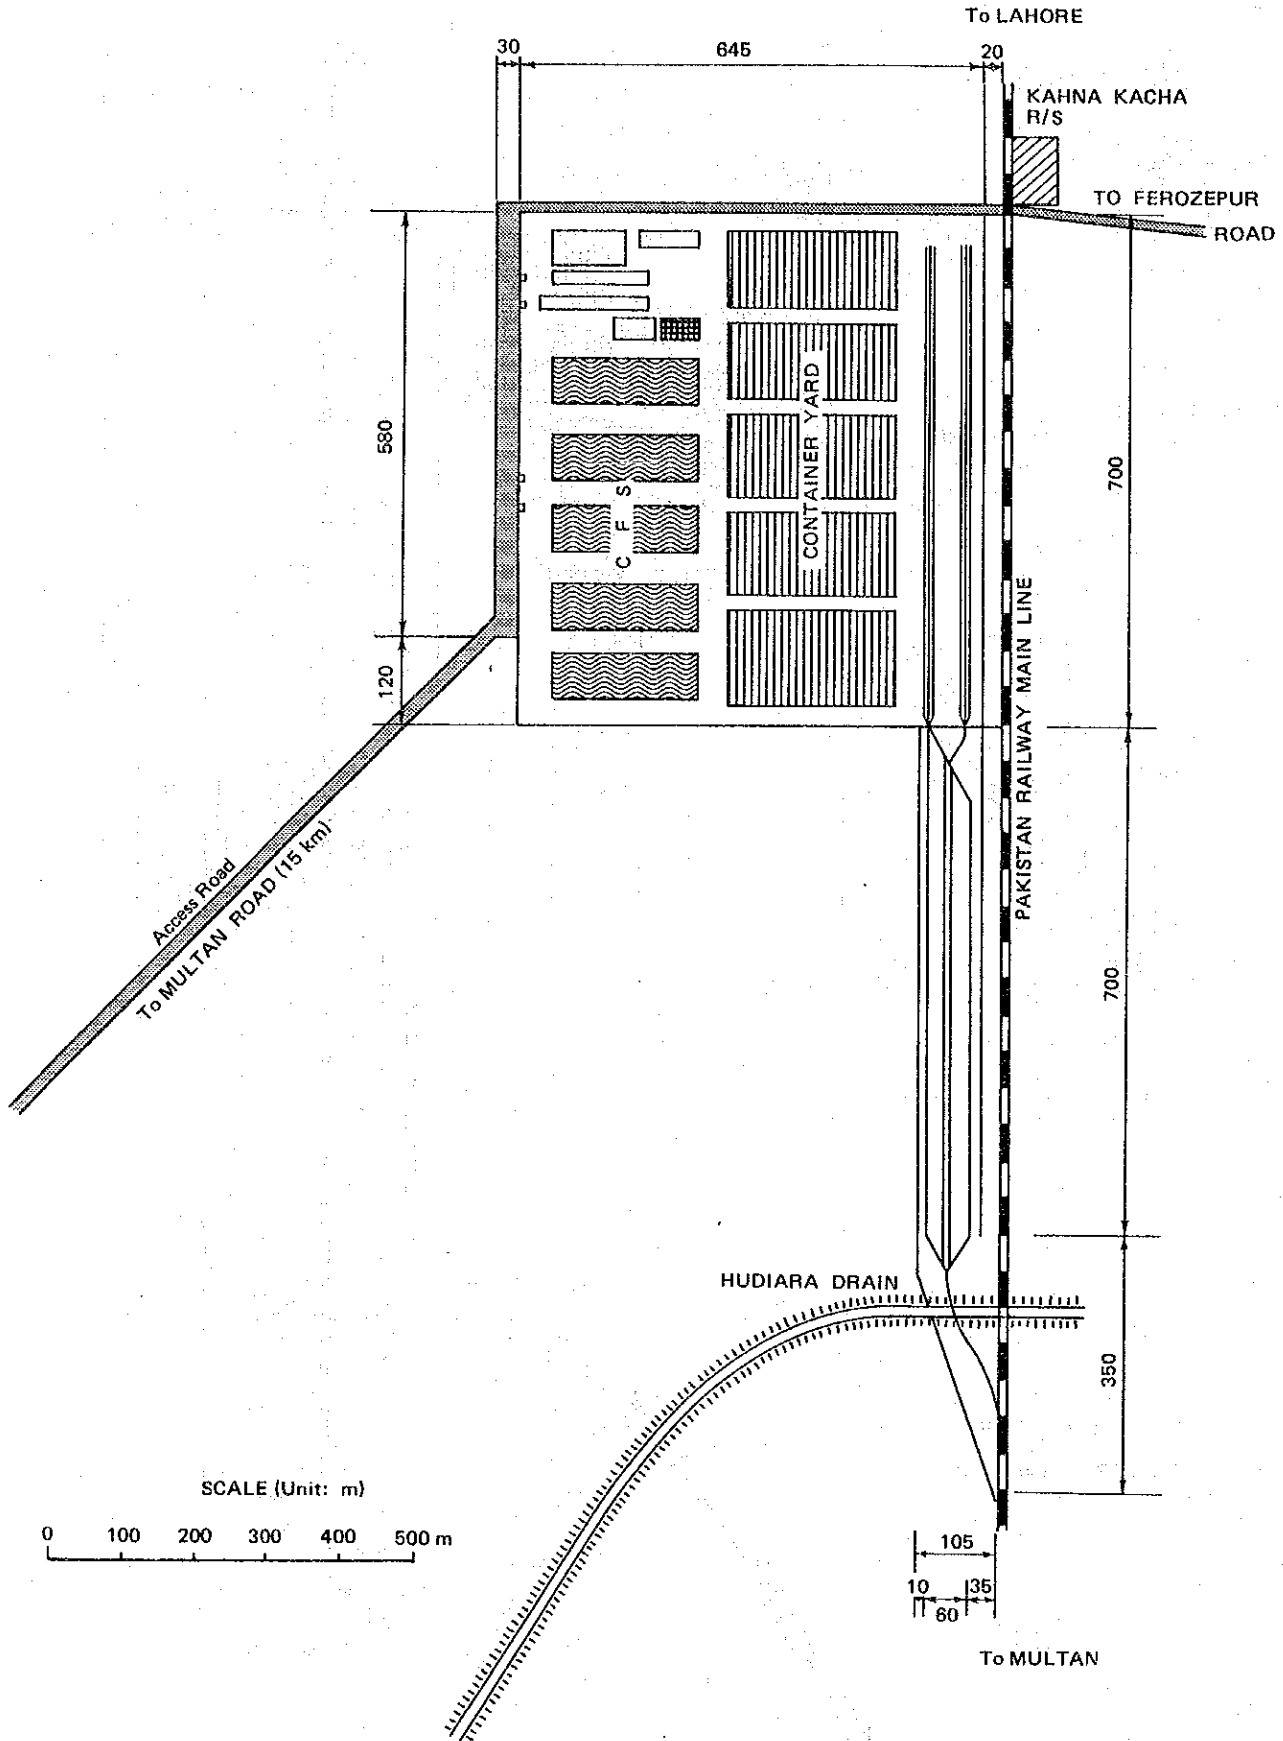 To LAHORE
30
645
20
KAHNA KACHA
R/S
TO FEROZEPUR
ROAD
580
CONTAINER YARD
C F S
700
120
PAKISTAN RAILWAY MAIN LINE
Access Road
To MULTAN ROAD (15 km)
700
HUDIARA DRAIN
350
SCALE (Unit: m)
0 100 200 300 400 500 m
105
10 35
60
To MULTAN